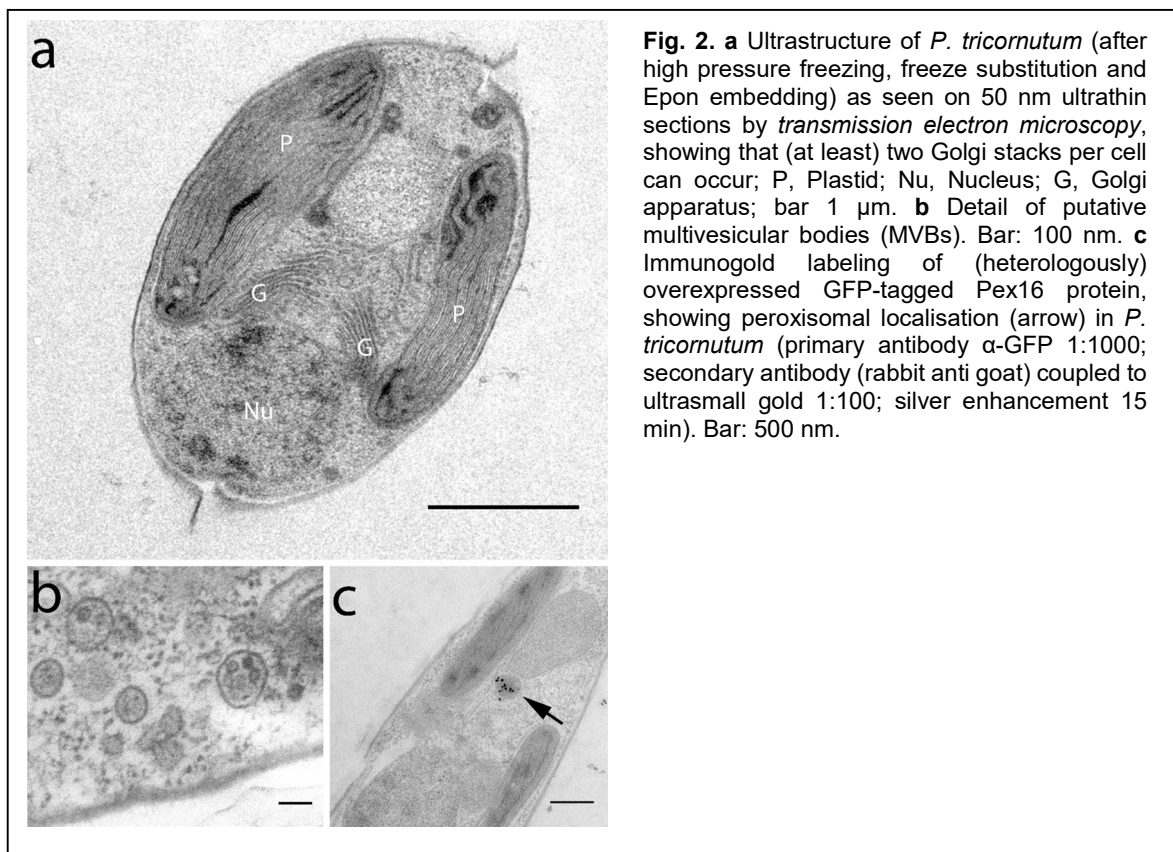 a
P
G
G
P
Nu
b
c
Fig. 2. a Ultrastructure of P. tricornutum (after
high pressure freezing, freeze substitution and
Epon embedding) as seen on 50 nm ultrathin
sections by transmission electron microscopy,
showing that (at least) two Golgi stacks per cell
can occur; P, Plastid; Nu, Nucleus; G, Golgi
apparatus; bar 1 µm. b Detail of putative
multivesicular bodies (MVBs). Bar: 100 nm. c
Immunogold labeling of (heterologously)
overexpressed GFP-tagged Pex16 protein,
showing peroxisomal localisation (arrow) in P.
tricornutum (primary antibody α-GFP 1:1000;
secondary antibody (rabbit anti goat) coupled to
ultrasmall gold 1:100; silver enhancement 15
min). Bar: 500 nm.